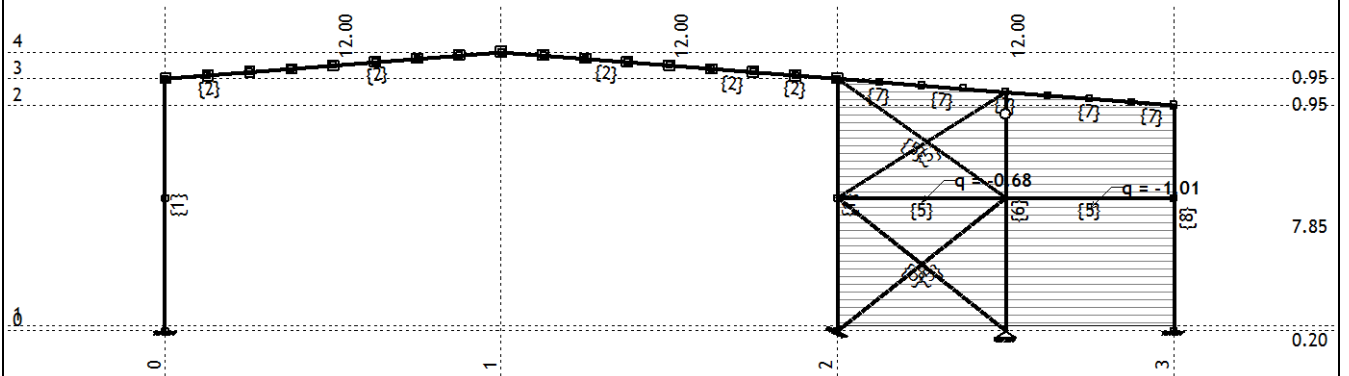 12.00 12.00 12.00
4
3
2
0.95
0.95
{2} {2} {2} {2} {2} {7} {7} {7} {7}
q = -0.68
q = -1.01
{1} {5} {6} {5} {8}
7.85
1
0
0.20
0 1 2 3